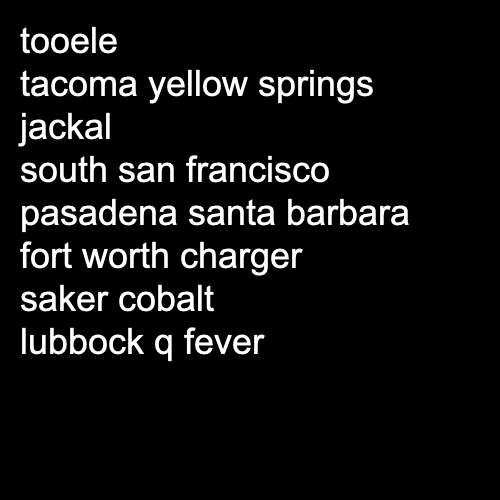 tooele
tacoma yellow springs
jackal
south san francisco
pasadena santa barbara
fort worth charger
saker cobalt
lubbock q fever